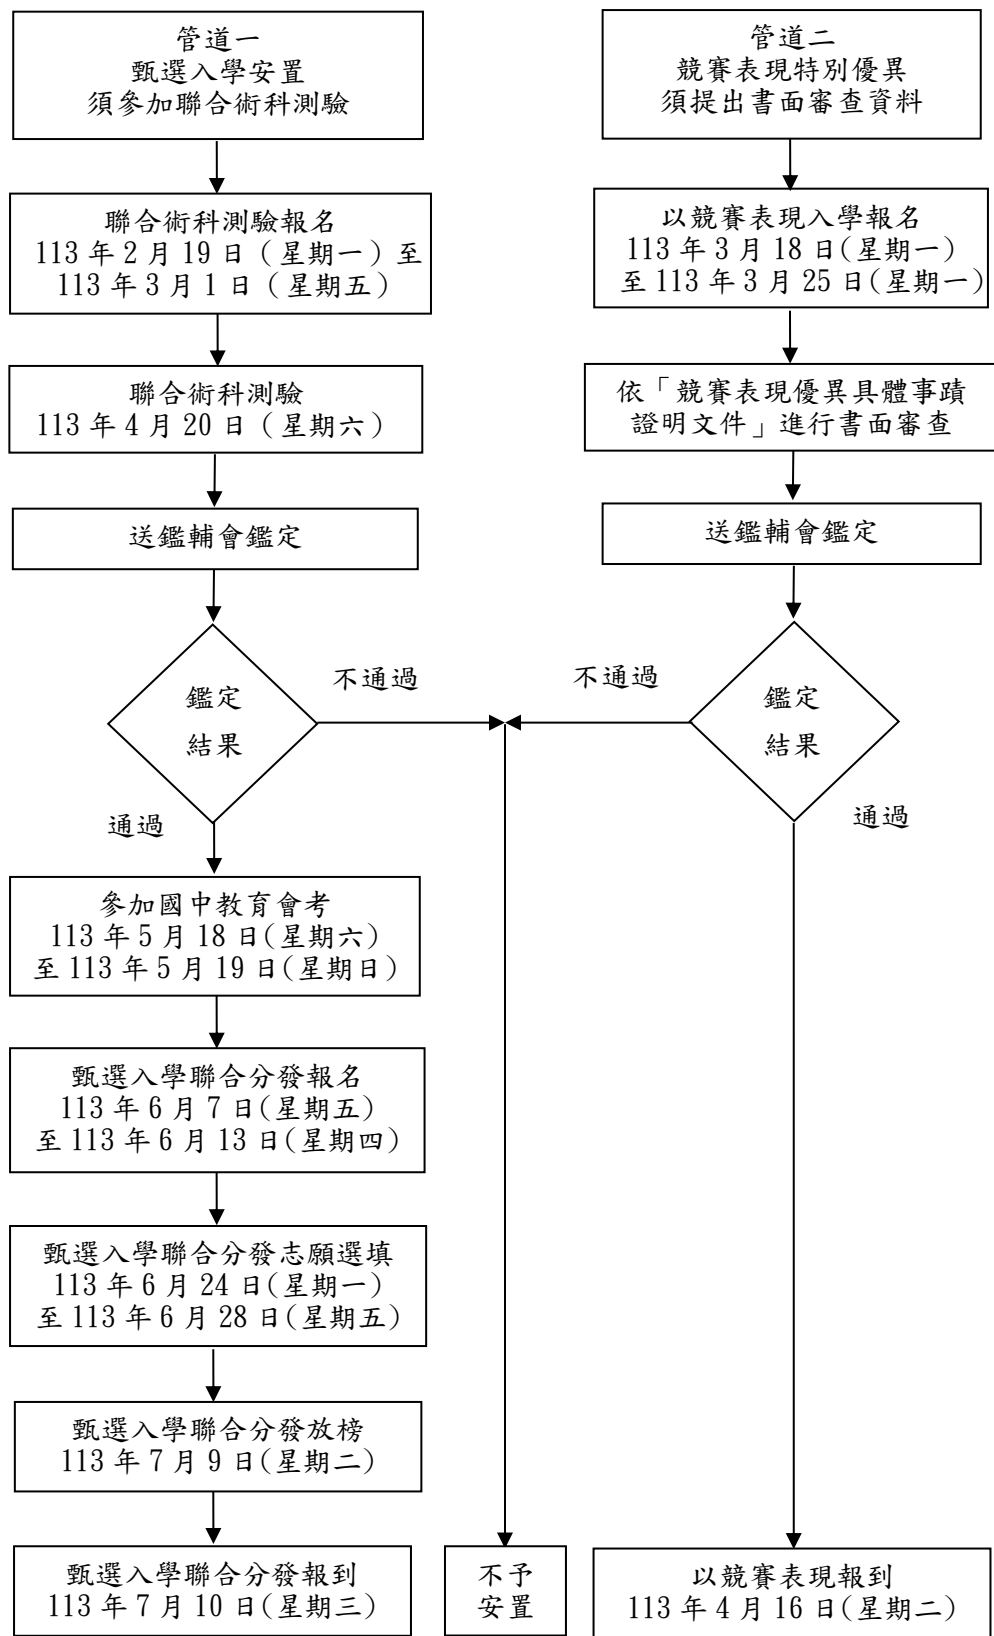 管道一
甄選入學安置
須參加聯合術科測驗
聯合術科測驗報名
113 年 2 月 19 日（星期一）至
113 年 3 月 1 日（星期五）
聯合術科測驗
113 年 4 月 20 日（星期六）
送鑑輔會鑑定
鑑定
結果
不通過
通過
參加國中教育會考
113 年 5 月 18 日(星期六)
至 113 年 5 月 19 日(星期日)
甄選入學聯合分發報名
113 年 6 月 7 日(星期五)
至 113 年 6 月 13 日(星期四)
甄選入學聯合分發志願選填
113 年 6 月 24 日(星期一)
至 113 年 6 月 28 日(星期五)
甄選入學聯合分發放榜
113 年 7 月 9 日(星期二)
甄選入學聯合分發報到
113 年 7 月 10 日(星期三)
管道二
競賽表現特別優異
須提出書面審查資料
以競賽表現入學報名
113 年 3 月 18 日(星期一)
至 113 年 3 月 25 日(星期一)
依「競賽表現優異具體事蹟
證明文件」進行書面審查
送鑑輔會鑑定
鑑定
結果
不通過
通過
不予
安置
以競賽表現報到
113 年 4 月 16 日(星期二)